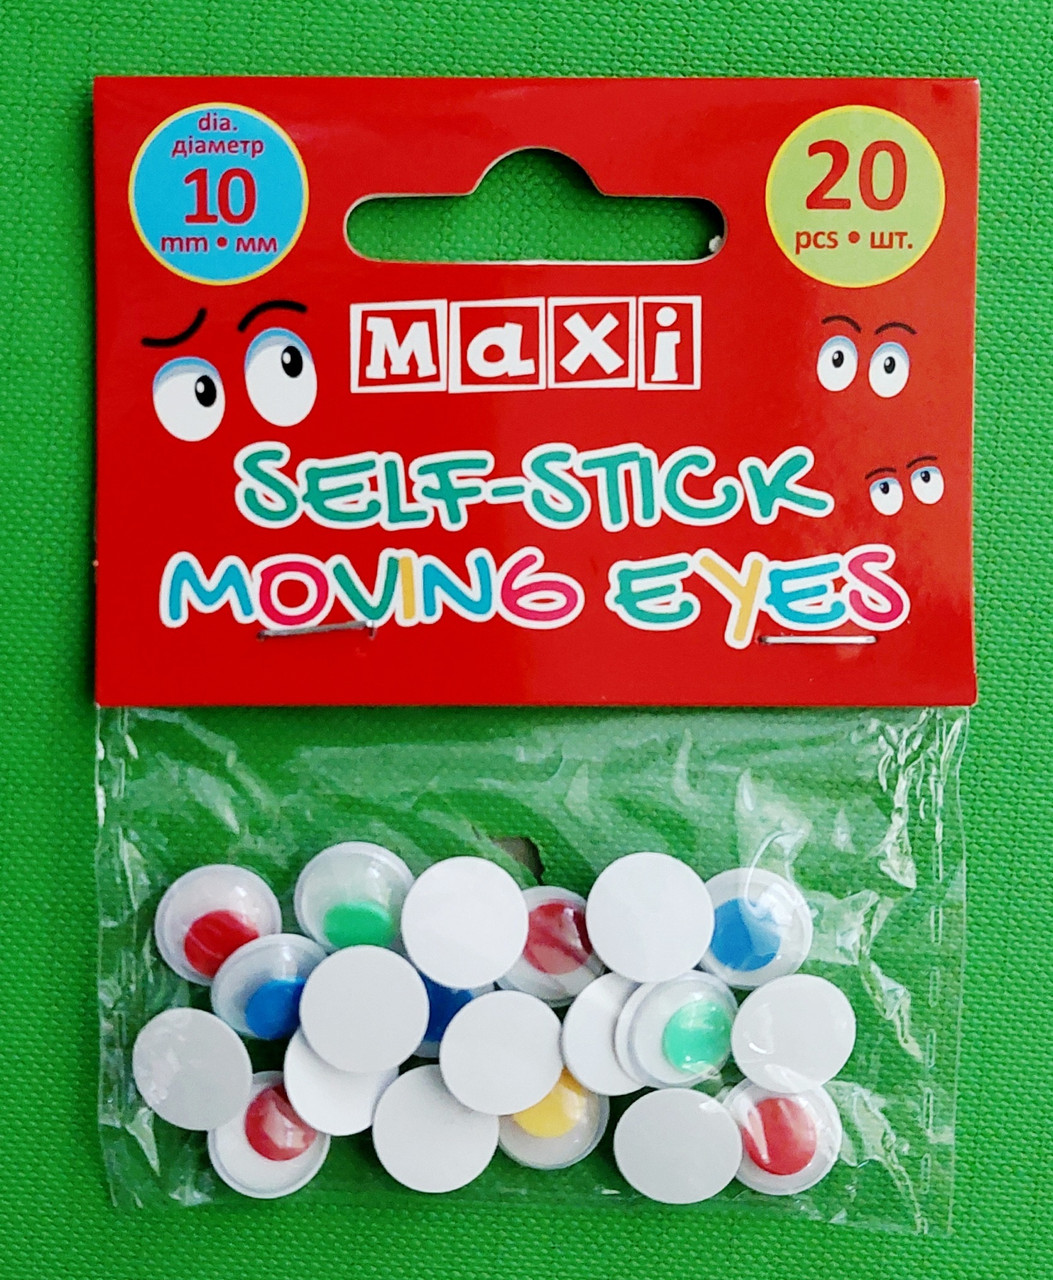 dia.
діаметр
10
mm • мм
20
pcs • шт.
Maxi
SELF-STICK
MOVING EYES